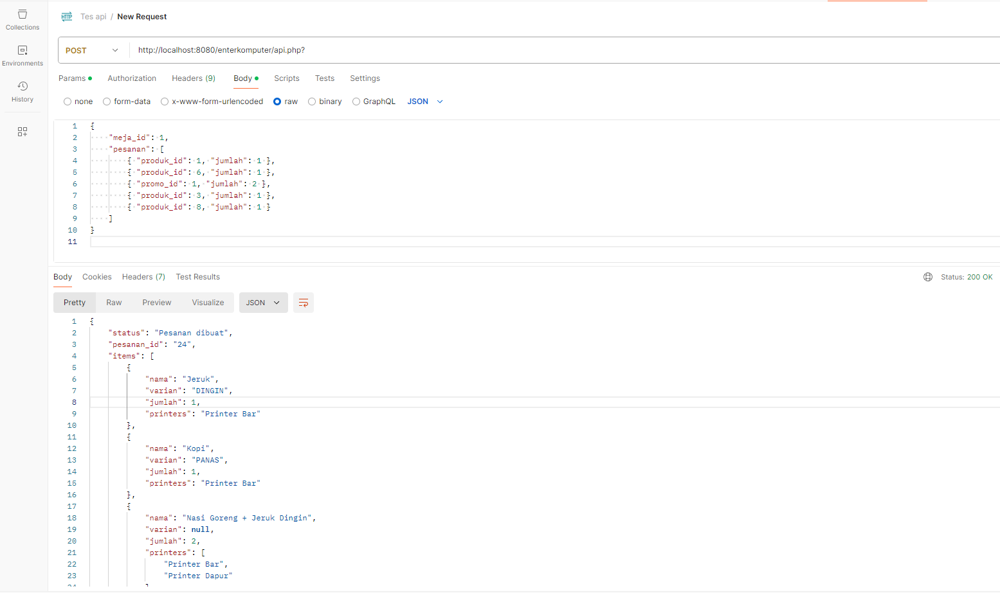 Collections
Environments
History
HTTP Tes api / New Request
POST http://localhost:8080/enterkomputer/api.php?
Params Authorization Headers (9) Body Scripts Tests Settings
none form-data x-www-form-urlencoded raw binary GraphQL JSON
1 {
2 "meja_id": 1,
3 "pesanan": [
4 { "produk_id": 1, "jumlah": 1 },
5 { "produk_id": 6, "jumlah": 1 },
6 { "promo_id": 1, "jumlah": 2 },
7 { "produk_id": 3, "jumlah": 1 },
8 { "produk_id": 8, "jumlah": 1 }
9 ]
10 }
11
Body Cookies Headers (7) Test Results Status: 200 OK
Pretty Raw Preview Visualize JSON
1 {
2 "status": "Pesanan dibuat",
3 "pesanan_id": "24",
4 "items": [
5 {
6 "nama": "Jeruk",
7 "varian": "DINGIN",
8 "jumlah": 1,
9 "printers": "Printer Bar"
10 },
11 {
12 "nama": "Kopi",
13 "varian": "PANAS",
14 "jumlah": 1,
15 "printers": "Printer Bar"
16 },
17 {
18 "nama": "Nasi Goreng + Jeruk Dingin",
19 "varian": null,
20 "jumlah": 2,
21 "printers": [
22 "Printer Bar",
23 "Printer Dapur"